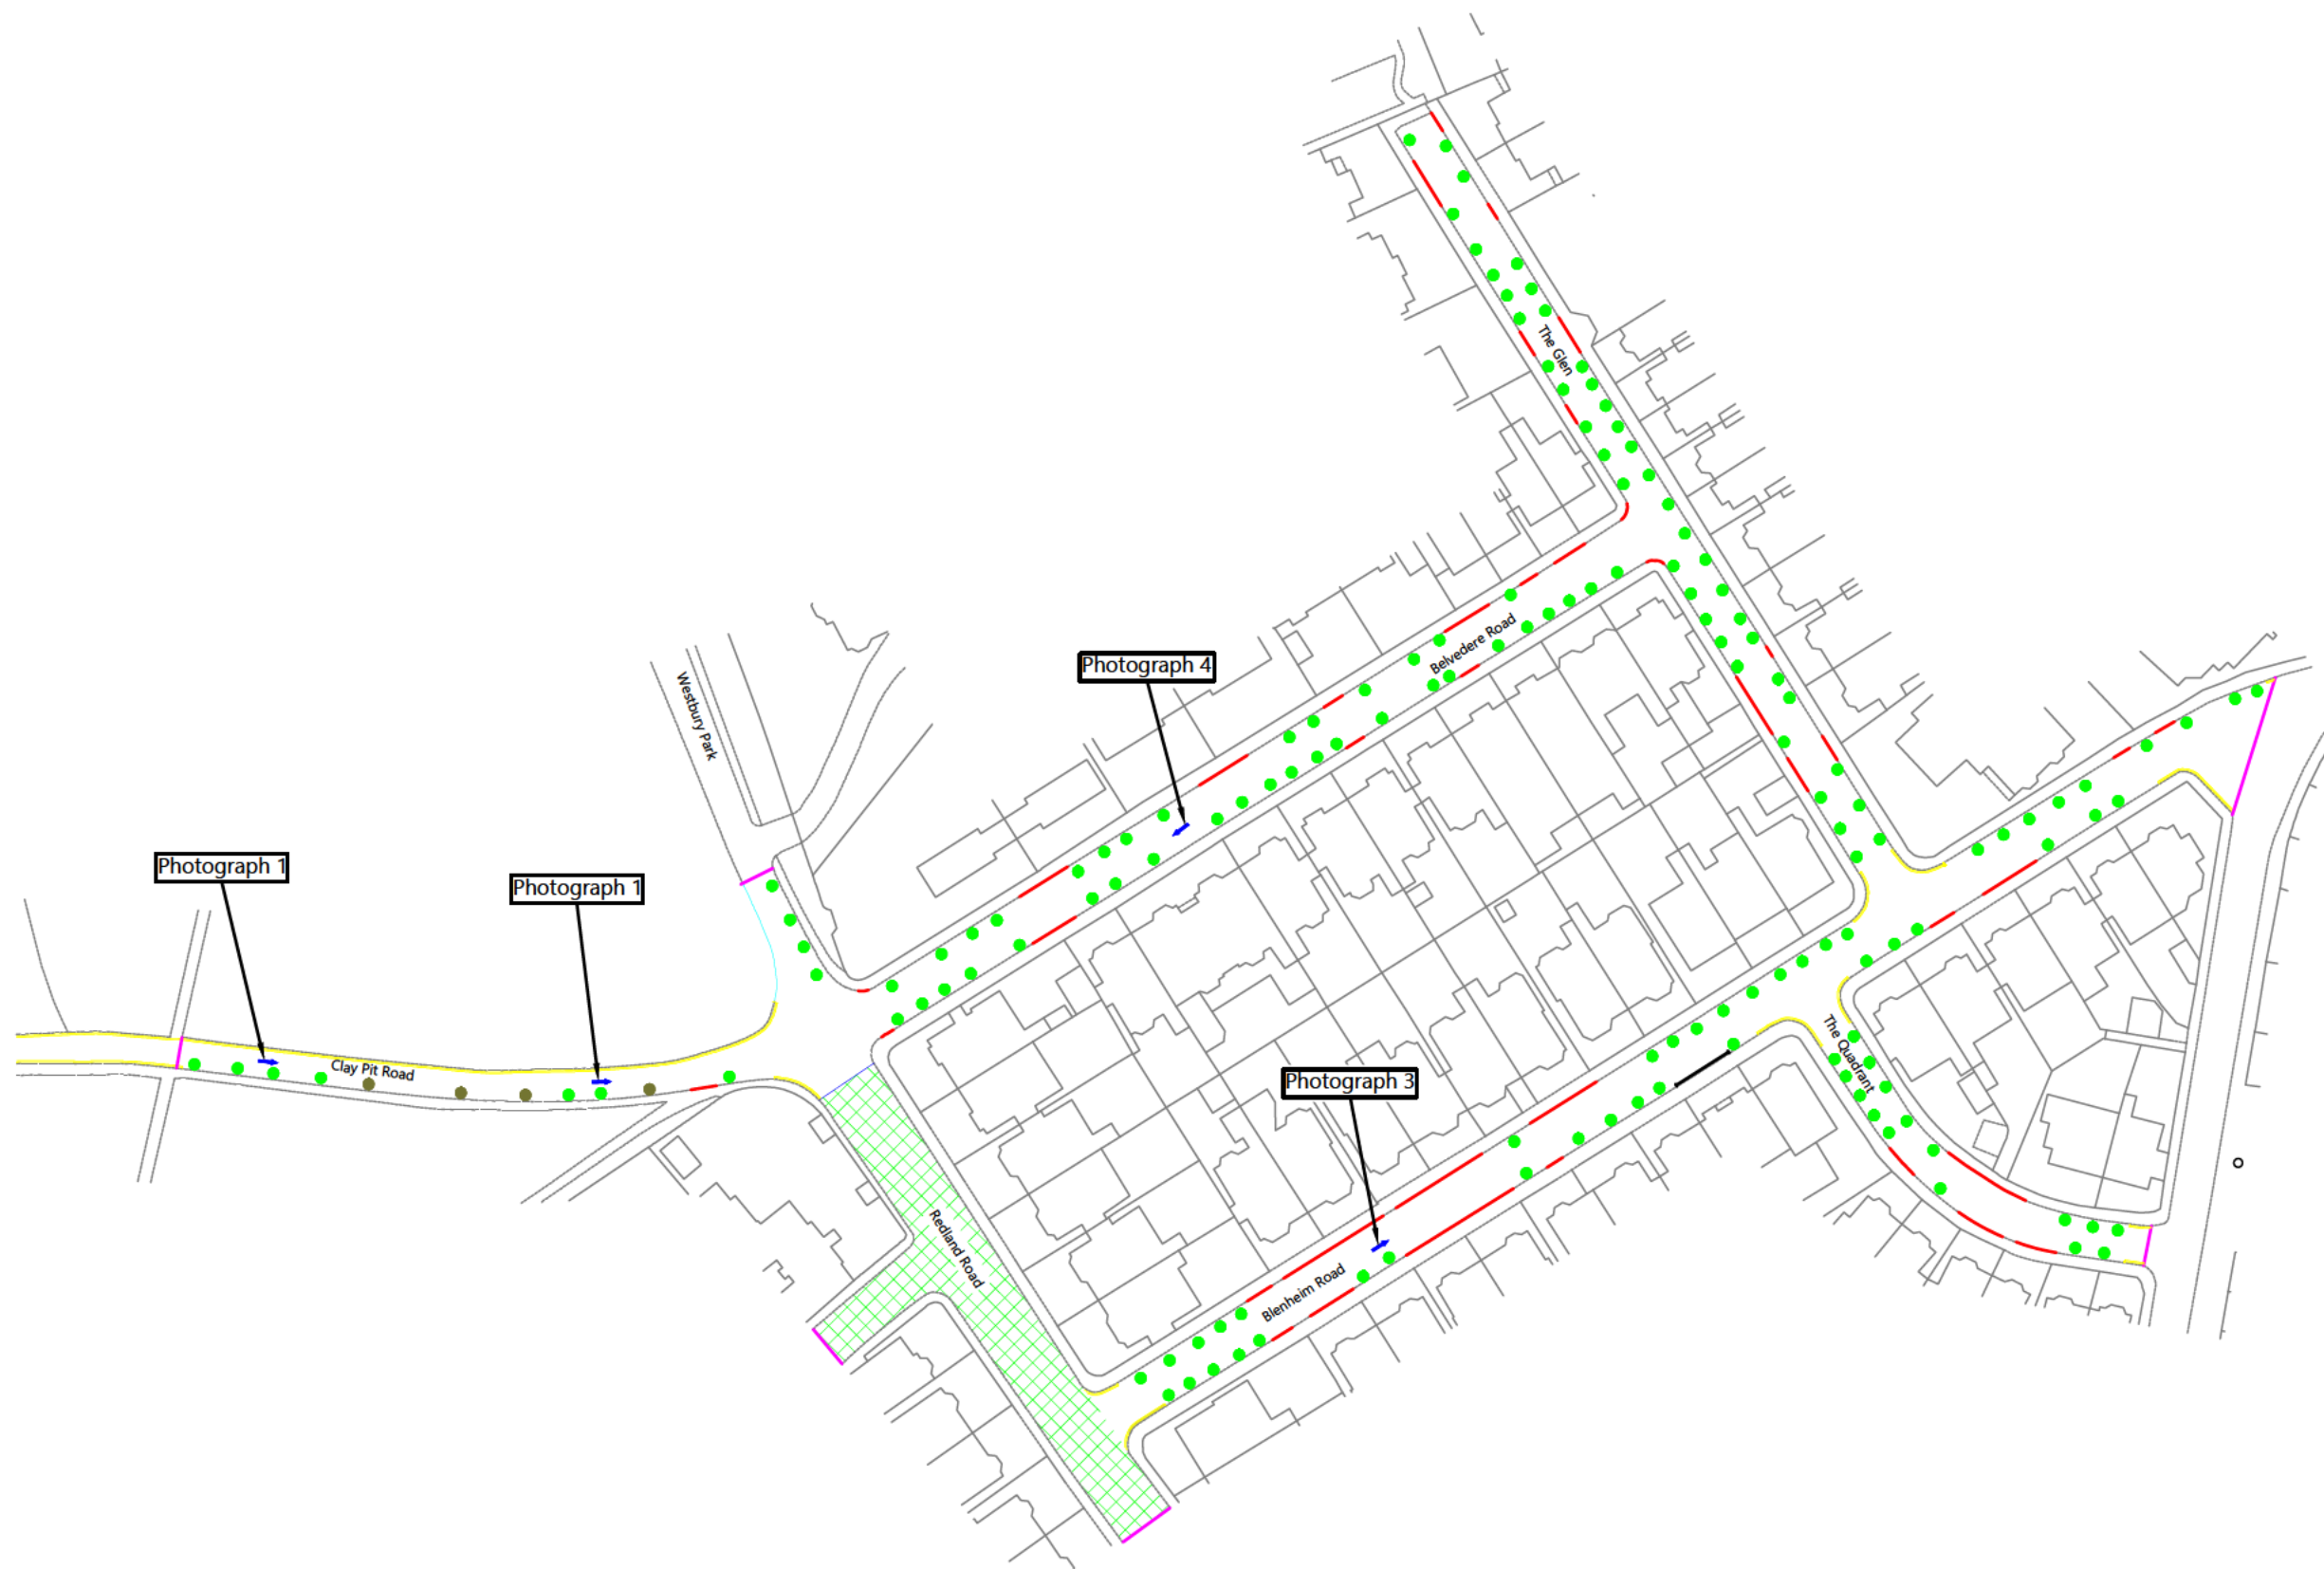 The Glen
Belvedere Road
Photograph 4
Westbury Park
Photograph 1
Photograph 1
Clay Pit Road
The Quadrant
Photograph 3
Redland Road
Blenheim Road